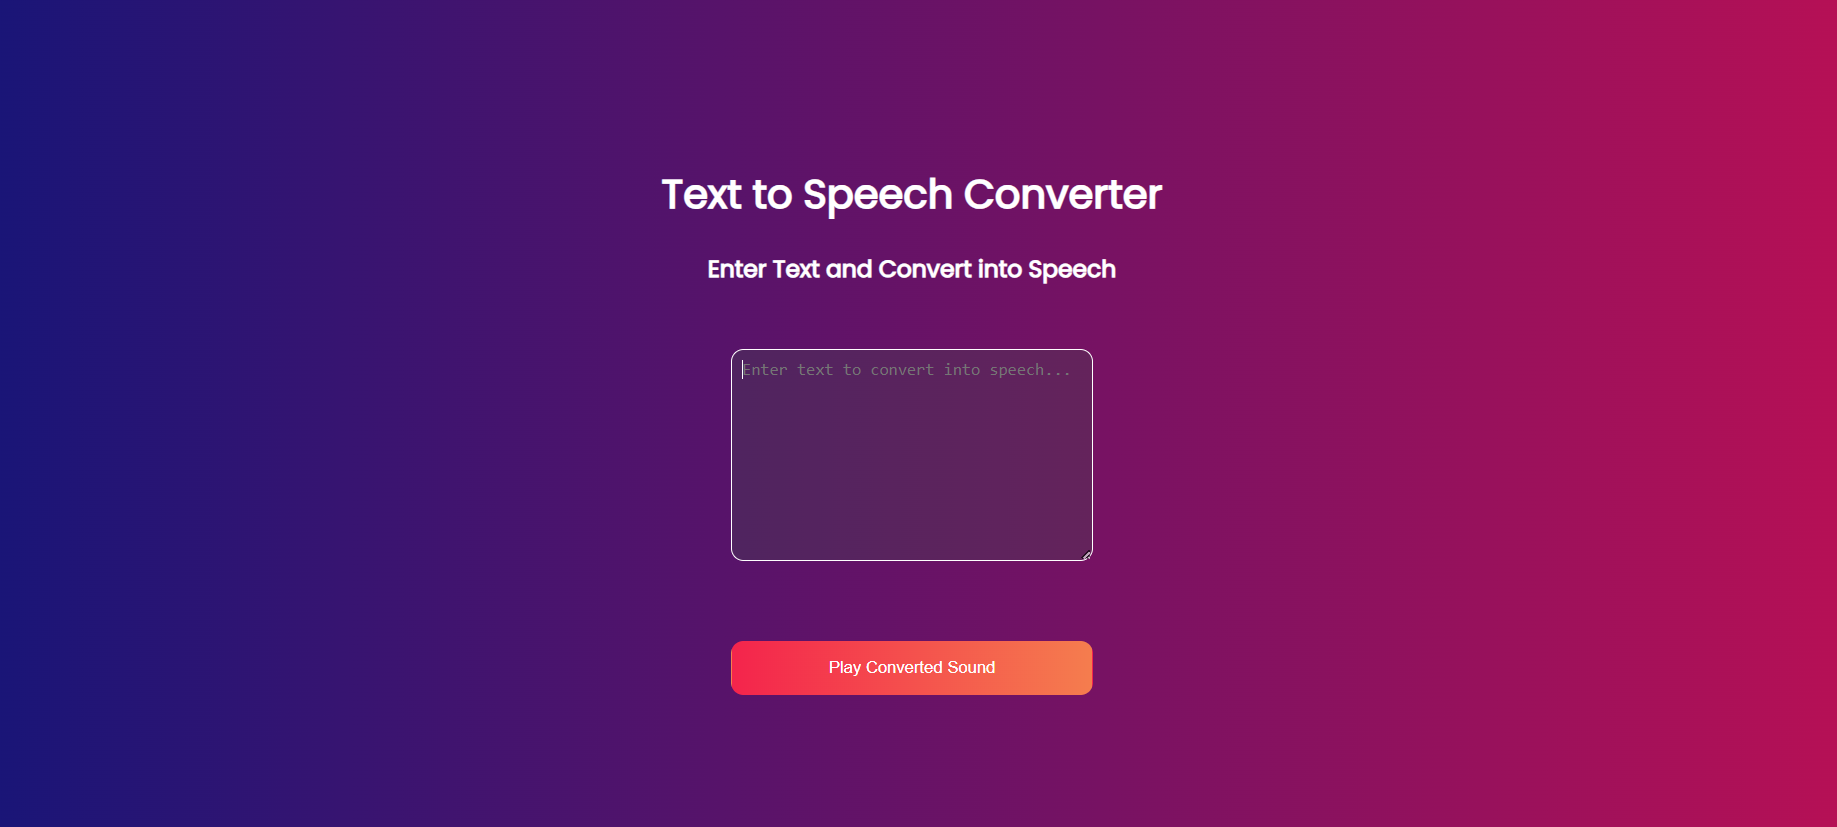 Text to Speech Converter
Enter Text and Convert into Speech
Enter text to convert into speech...
Play Converted Sound